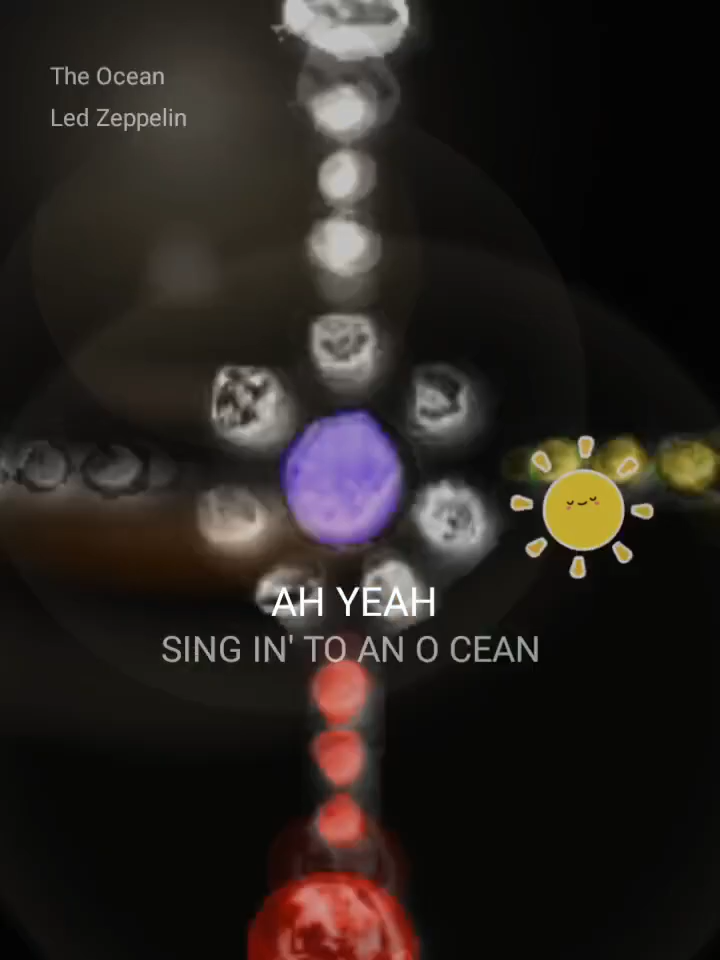 The Ocean
Led Zeppelin
AH YEAH
SING IN' TO AN O CEAN